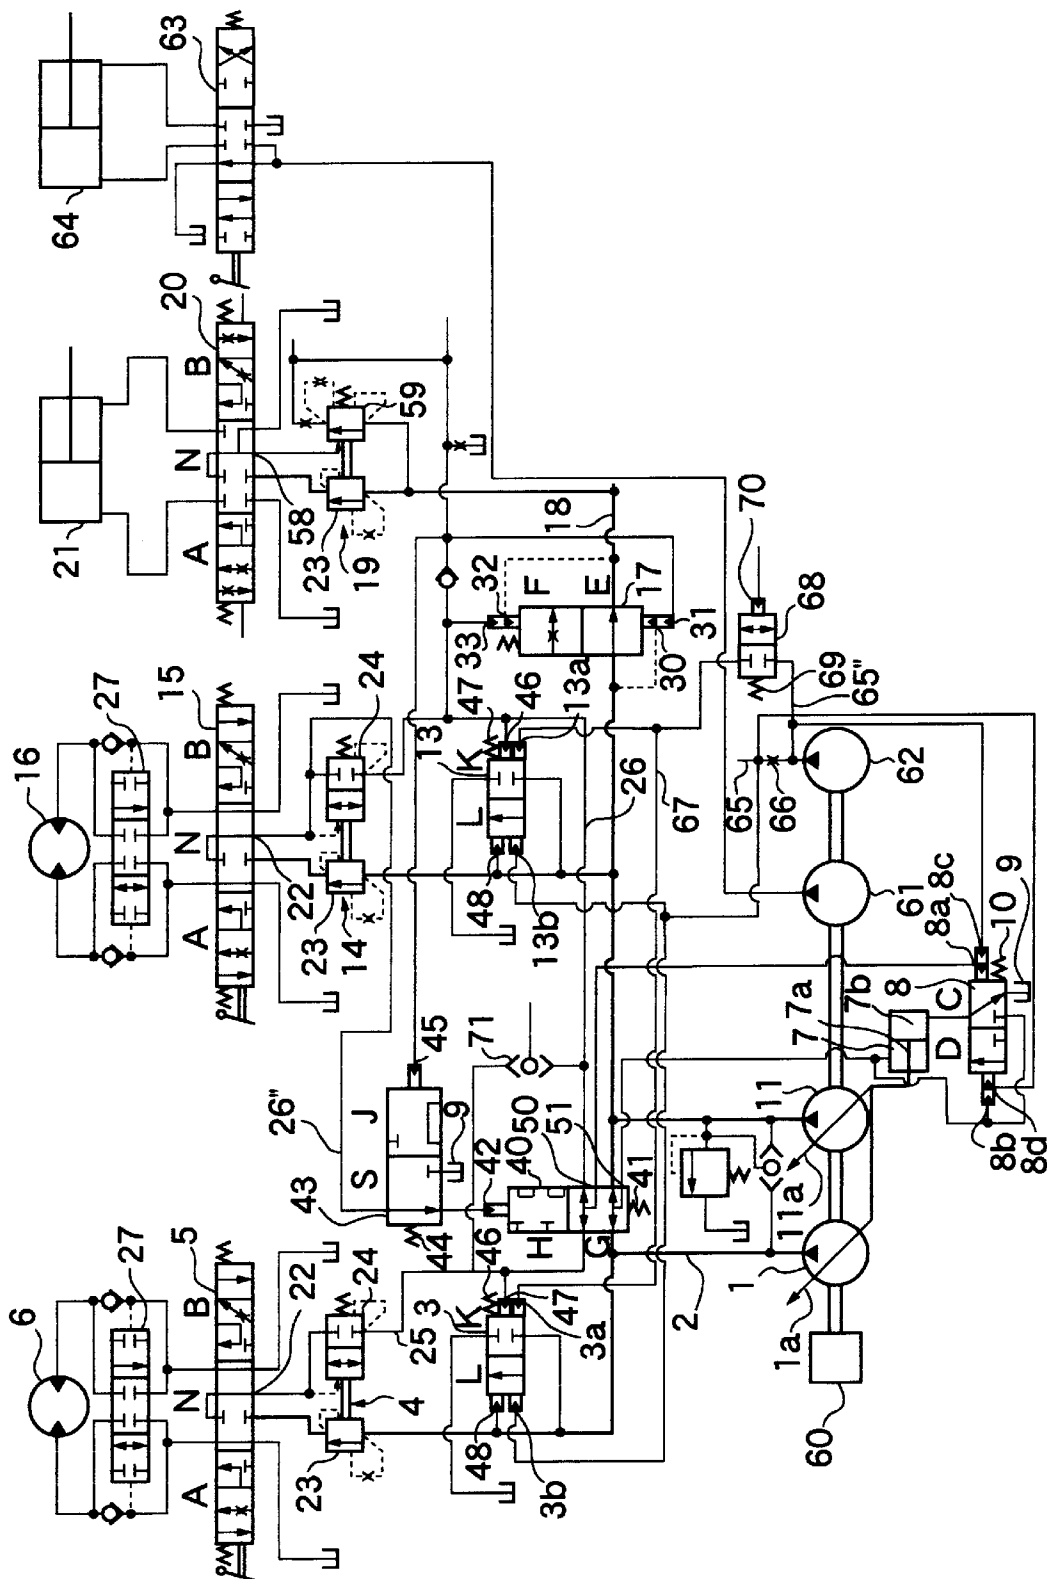 63
64
20
B
N
A
21
58
59
23
19
18
70
F
E
32
33
17
31
30
13a
68
69
65"
15
27
16
B
N
A
22
24
23
14
13
K
47
46
L
48
13b
26
67
65
66
62
61
8c
8a
10
9
8
C
D
7b
7a
7
8b
8d
11
11a
71
45
26"
J
S
9
43
44
42
40
50
51
41
H
G
2
1
1a
60
5
27
6
B
N
A
22
24
23
4
25
3
K
46
47
3a
L
48
3b